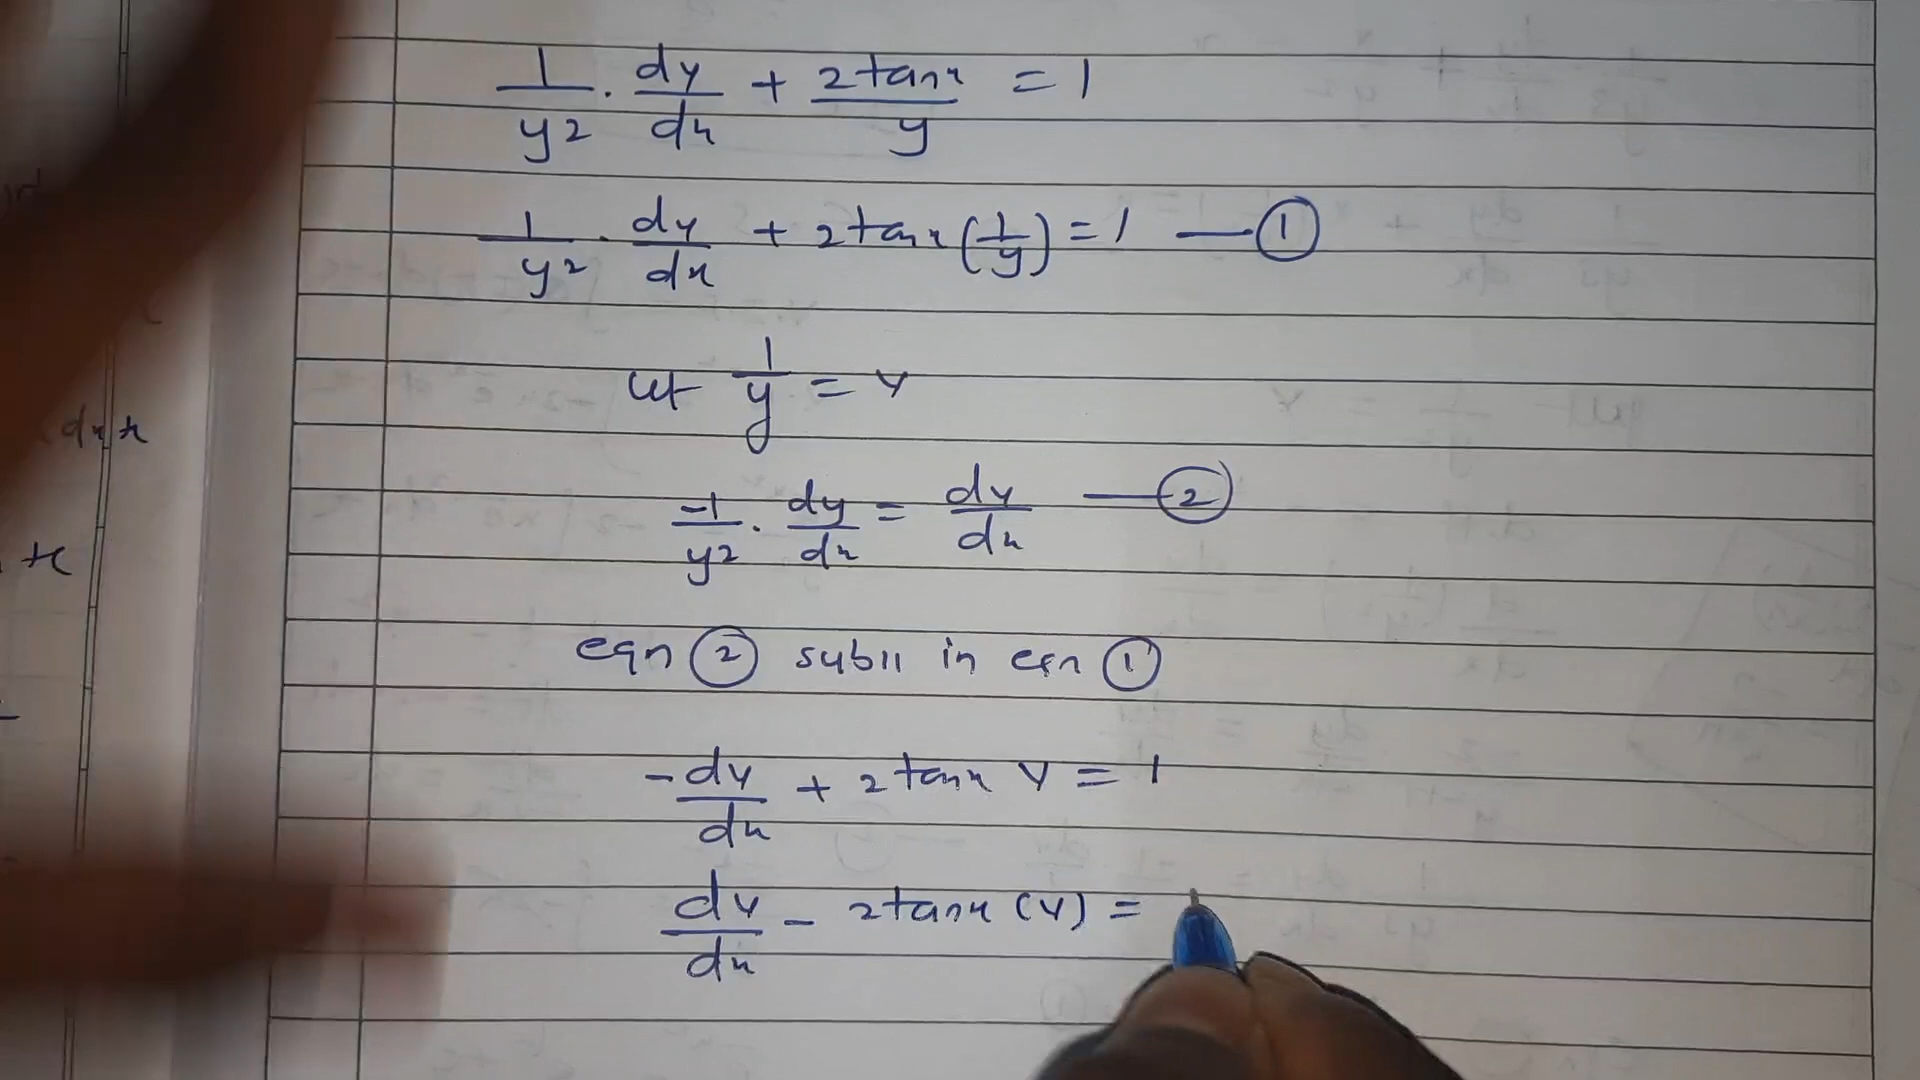 1/y2 . dy/dx + 2tanx/y = 1
1/y2 . dy/dx + 2tanx(1/y) = 1 — ①
let 1/y = v
-1/y2 . dy/dx = dv/dx — ②
eqn ② sub11 in eqn ①
-dv/dx + 2tanx v = 1
dv/dx - 2tanx (v) =